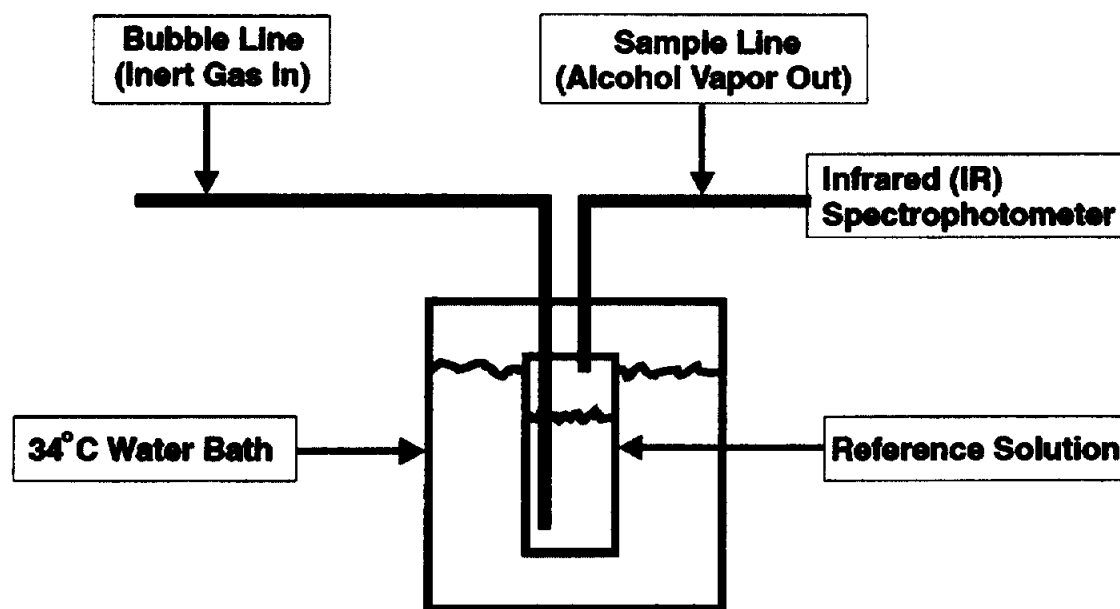 Bubble Line
(Inert Gas In)
Sample Line
(Alcohol Vapor Out)
Infrared (IR)
Spectrophotometer
34°C Water Bath
Reference Solution